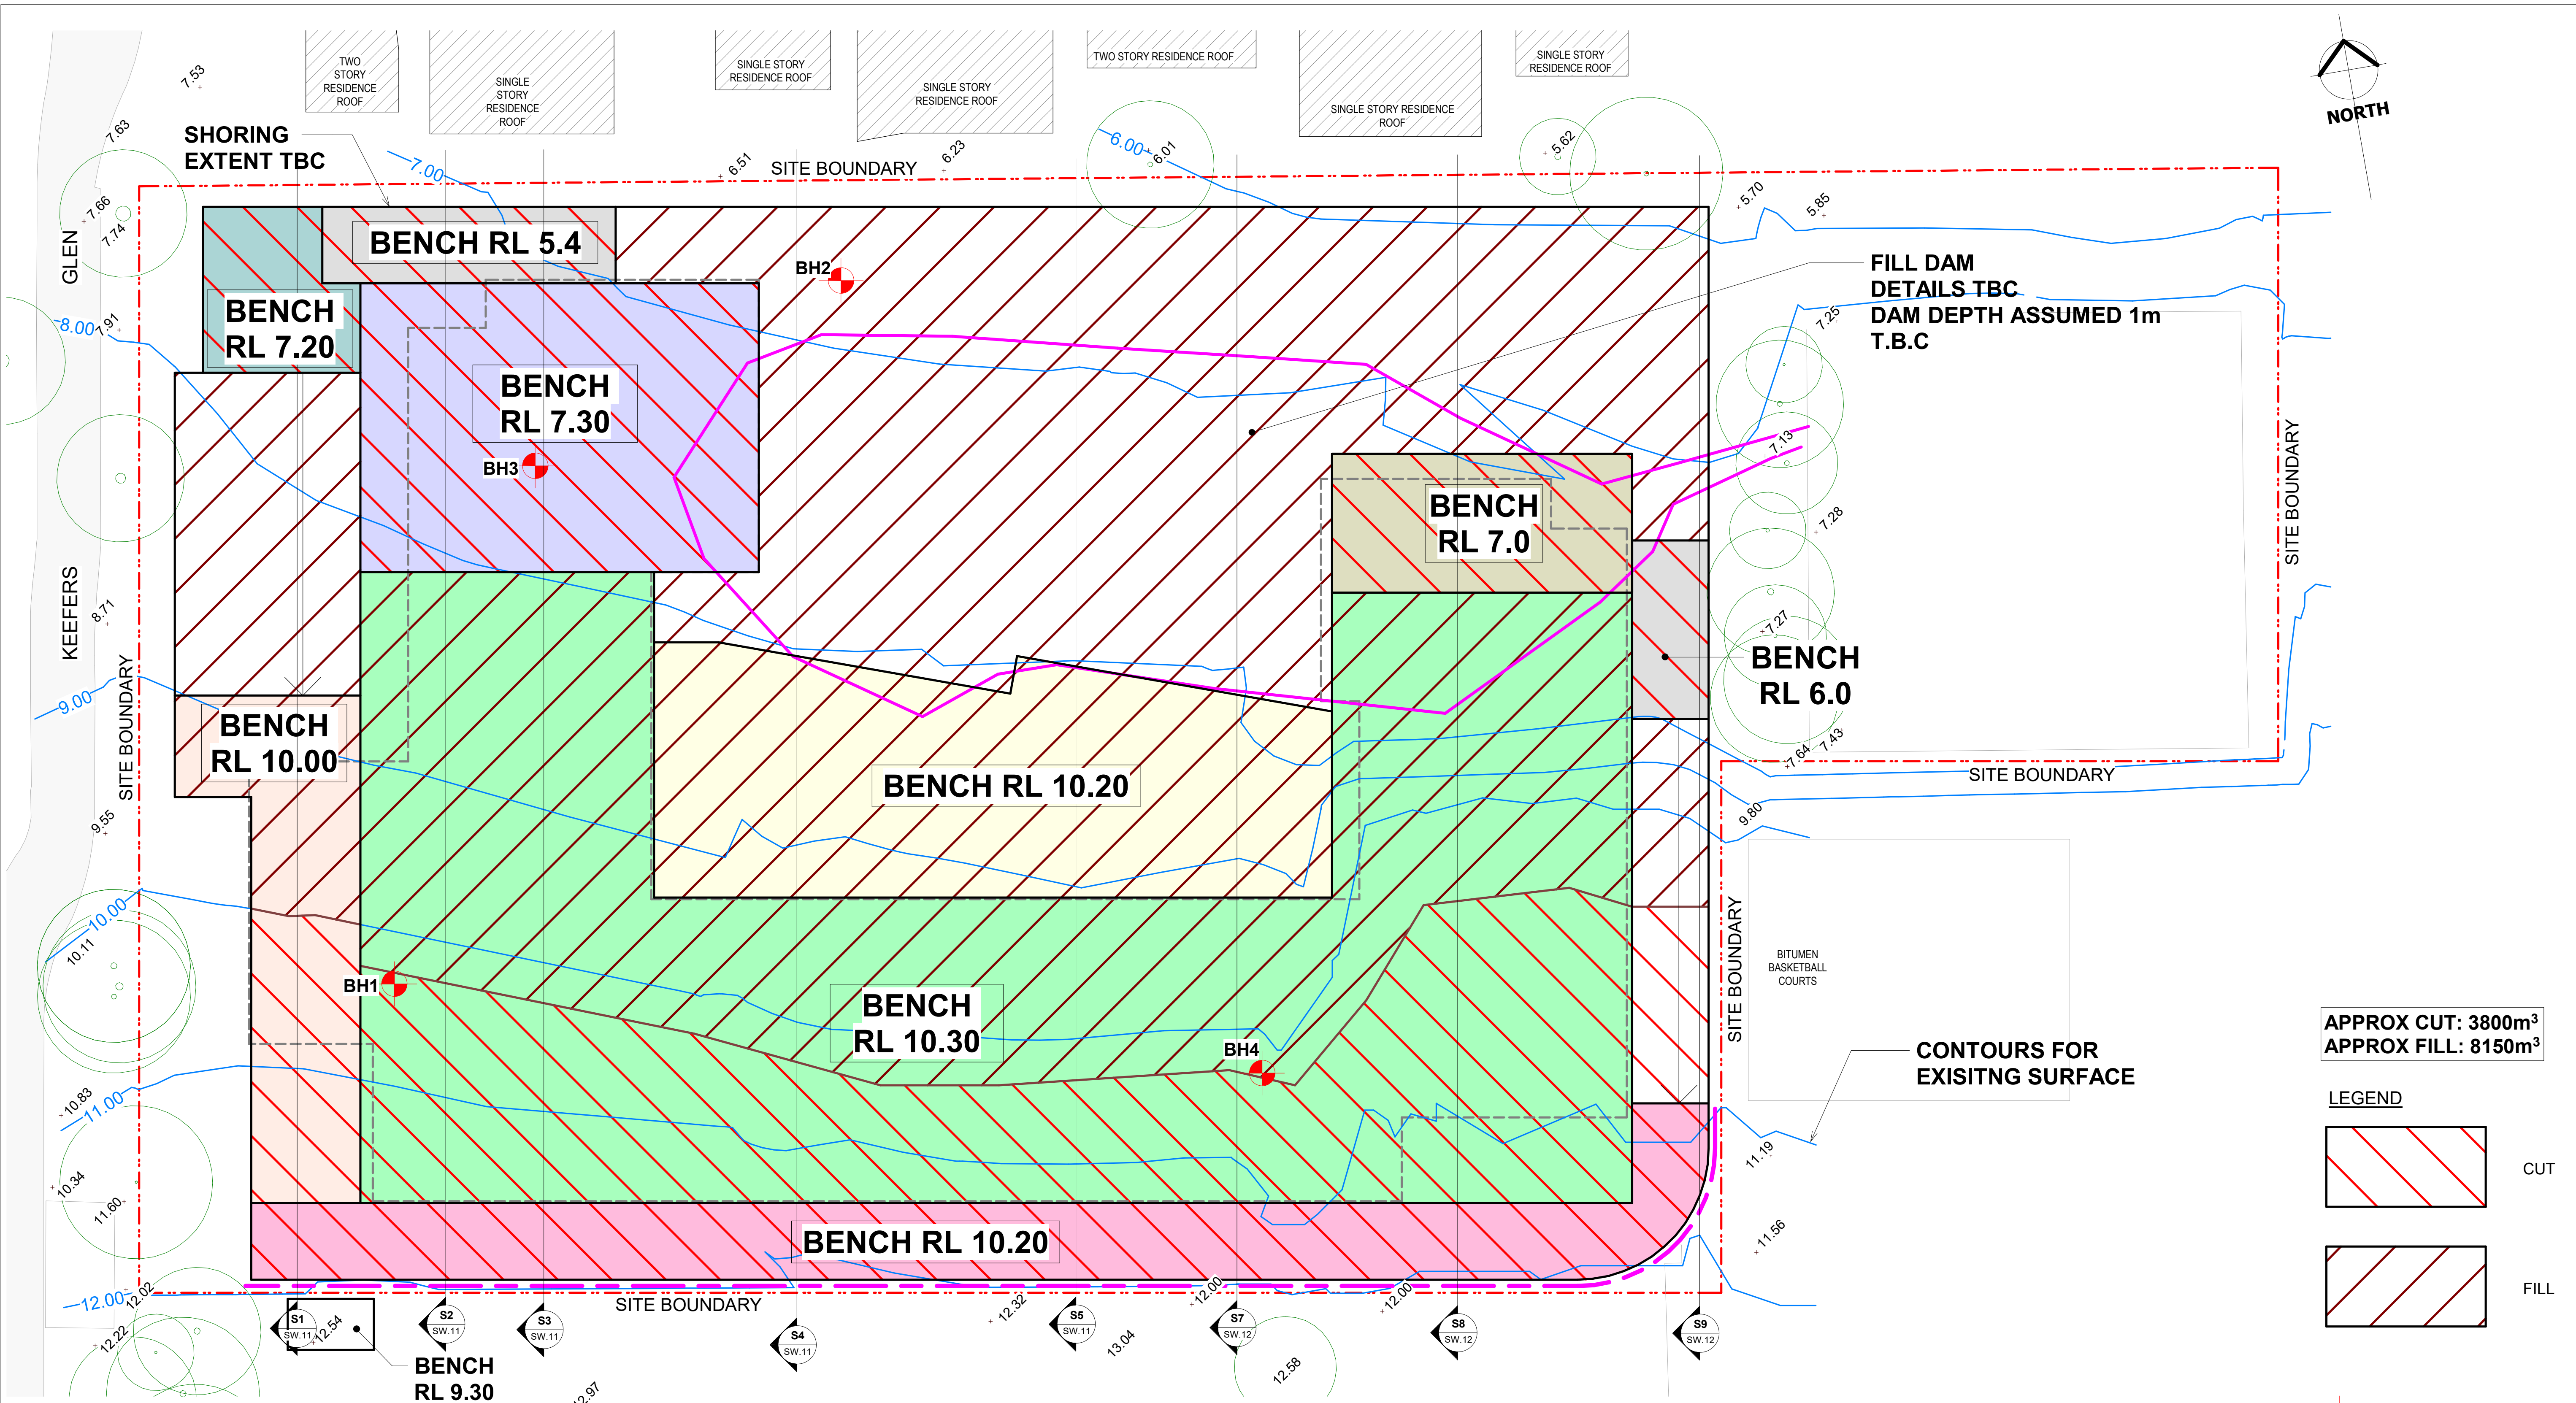 TWO
STORY
RESIDENCE
ROOF
SINGLE
STORY
RESIDENCE
ROOF
SINGLE STORY
RESIDENCE ROOF
SINGLE STORY
RESIDENCE ROOF
TWO STORY RESIDENCE ROOF
SINGLE STORY RESIDENCE
ROOF
SINGLE STORY
RESIDENCE ROOF
NORTH
7.53
7.63
SHORING
EXTENT TBC
7.00
6.51
SITE BOUNDARY
6.23
6.00
6.01
5.62
5.70
5.85
7.66
7.74
GLEN
KEEFERS
BENCH RL 5.4
BH2
FILL DAM
DETAILS TBC
DAM DEPTH ASSUMED 1m
T.B.C
8.00
7.91
BENCH
RL 7.20
7.25
BENCH
RL 7.30
BH3
7.13
BENCH
RL 7.0
7.28
SITE BOUNDARY
8.71
7.27
BENCH
RL 6.0
SITE BOUNDARY
9.00
BENCH
RL 10.00
7.64
7.43
SITE BOUNDARY
BENCH RL 10.20
9.55
9.80
10.00
10.11
SITE BOUNDARY
BITUMEN
BASKETBALL
COURTS
BH1
BENCH
RL 10.30
BH4
CONTOURS FOR
EXISITNG SURFACE
APPROX CUT: 3800m³
APPROX FILL: 8150m³
LEGEND
CUT
FILL
10.83
11.00
10.34
11.60
11.19
11.56
BENCH RL 10.20
12.00
12.02
SITE BOUNDARY
12.32
12.00
12.00
12.22
12.54
13.04
12.58
12.97
S1
SW.11
S2
SW.11
S3
SW.11
S4
SW.11
S5
SW.11
S7
SW.12
S8
SW.12
S9
SW.12
BENCH
RL 9.30